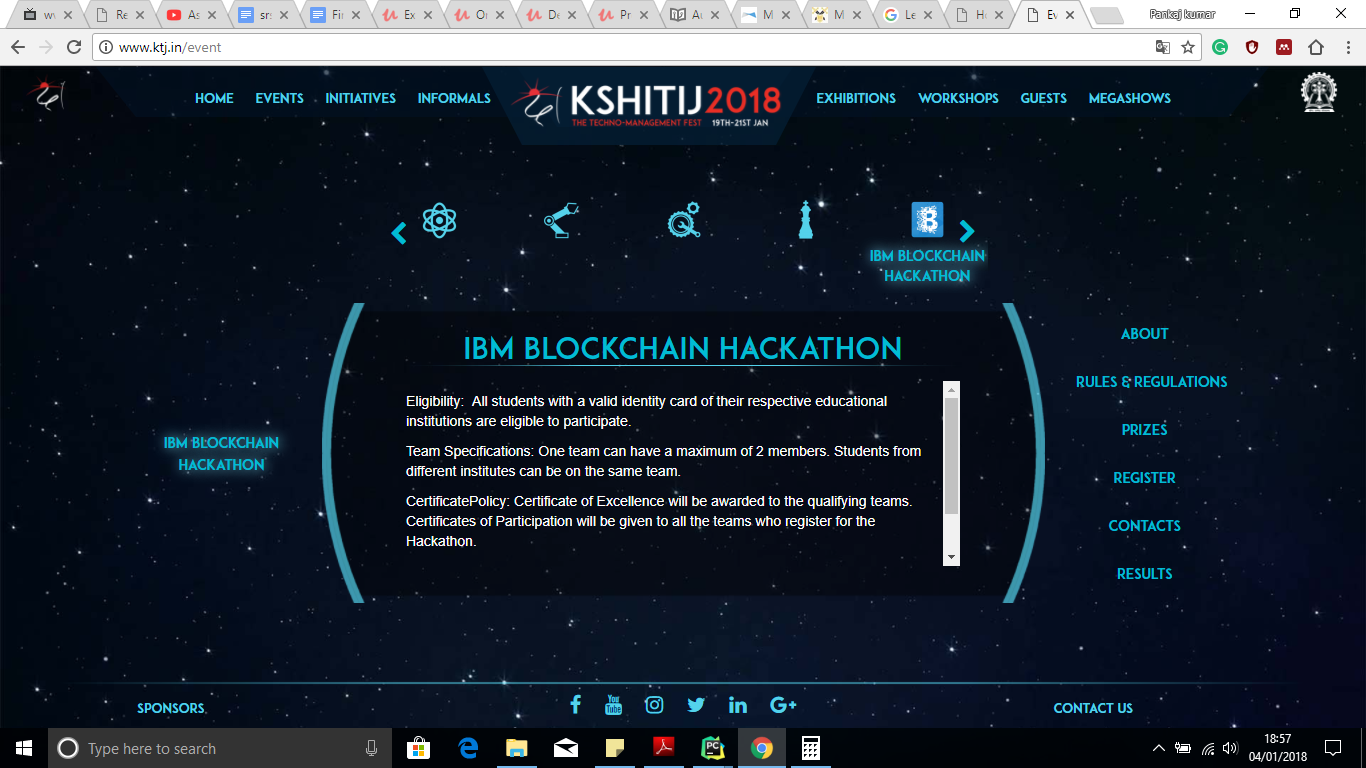 wv
Re
As
srs
Fir
Ex
Or
De
Pr
Au
M
M
Le
Ho
Ev
Pankaj kumar
www.ktj.in/event
HOME
EVENTS
INITIATIVES
INFORMALS
KSHITIJ2018
THE TECHNO-MANAGEMENT FEST 19TH-21ST JAN
EXHIBITIONS
WORKSHOPS
GUESTS
MEGASHOWS
IBM BLOCKCHAIN
HACKATHON
IBM BLOCKCHAIN
HACKATHON
IBM BLOCKCHAIN HACKATHON
Eligibility:  All students with a valid identity card of their respective educational
institutions are eligible to participate.
Team Specifications: One team can have a maximum of 2 members. Students from
different institutes can be on the same team.
CertificatePolicy: Certificate of Excellence will be awarded to the qualifying teams.
Certificates of Participation will be given to all the teams who register for the
Hackathon.
ABOUT
RULES & REGULATIONS
PRIZES
REGISTER
CONTACTS
RESULTS
SPONSORS
You
Tube
CONTACT US
Type here to search
PC
18:57
04/01/2018